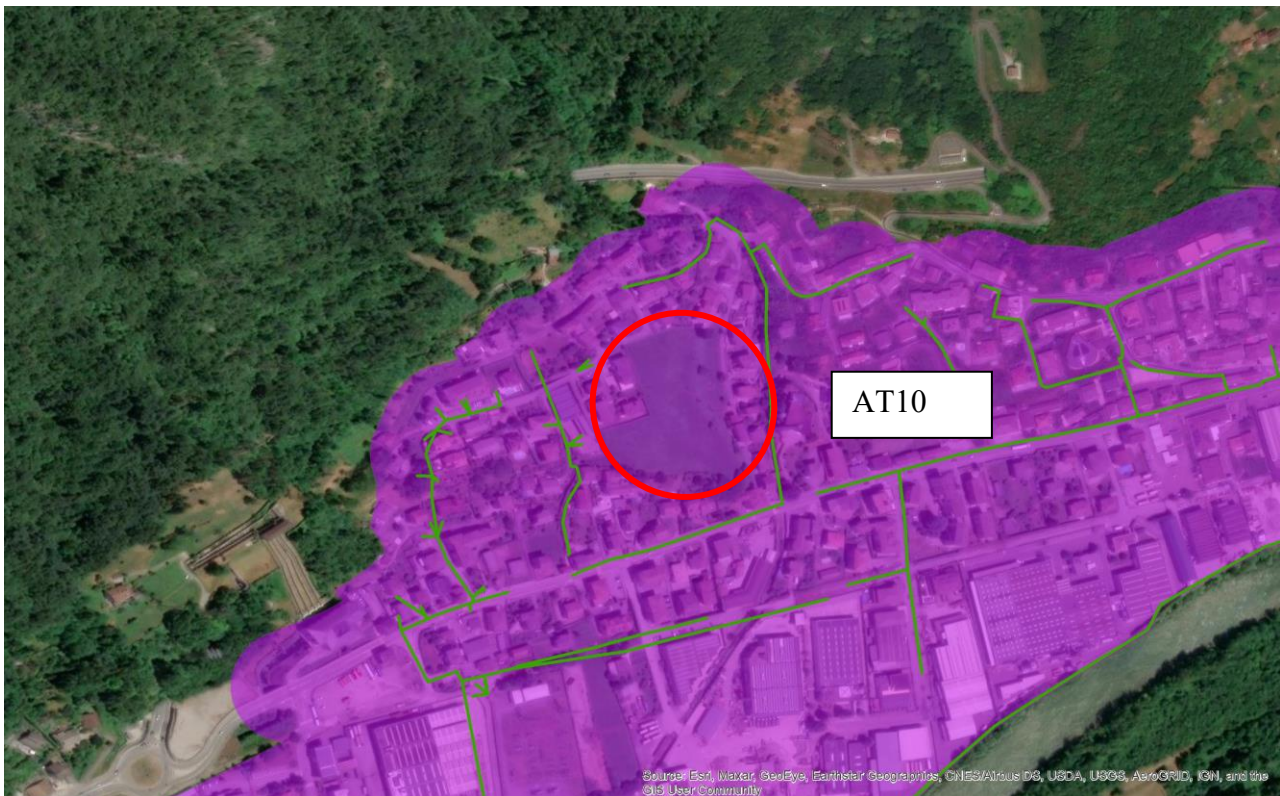 AT10
Source: Esri, Maxar, GeoEye, Earthstar Geographics, CNES/Airbus DS, USDA, USGS, AeroGRID, IGN, and the
GIS User Community